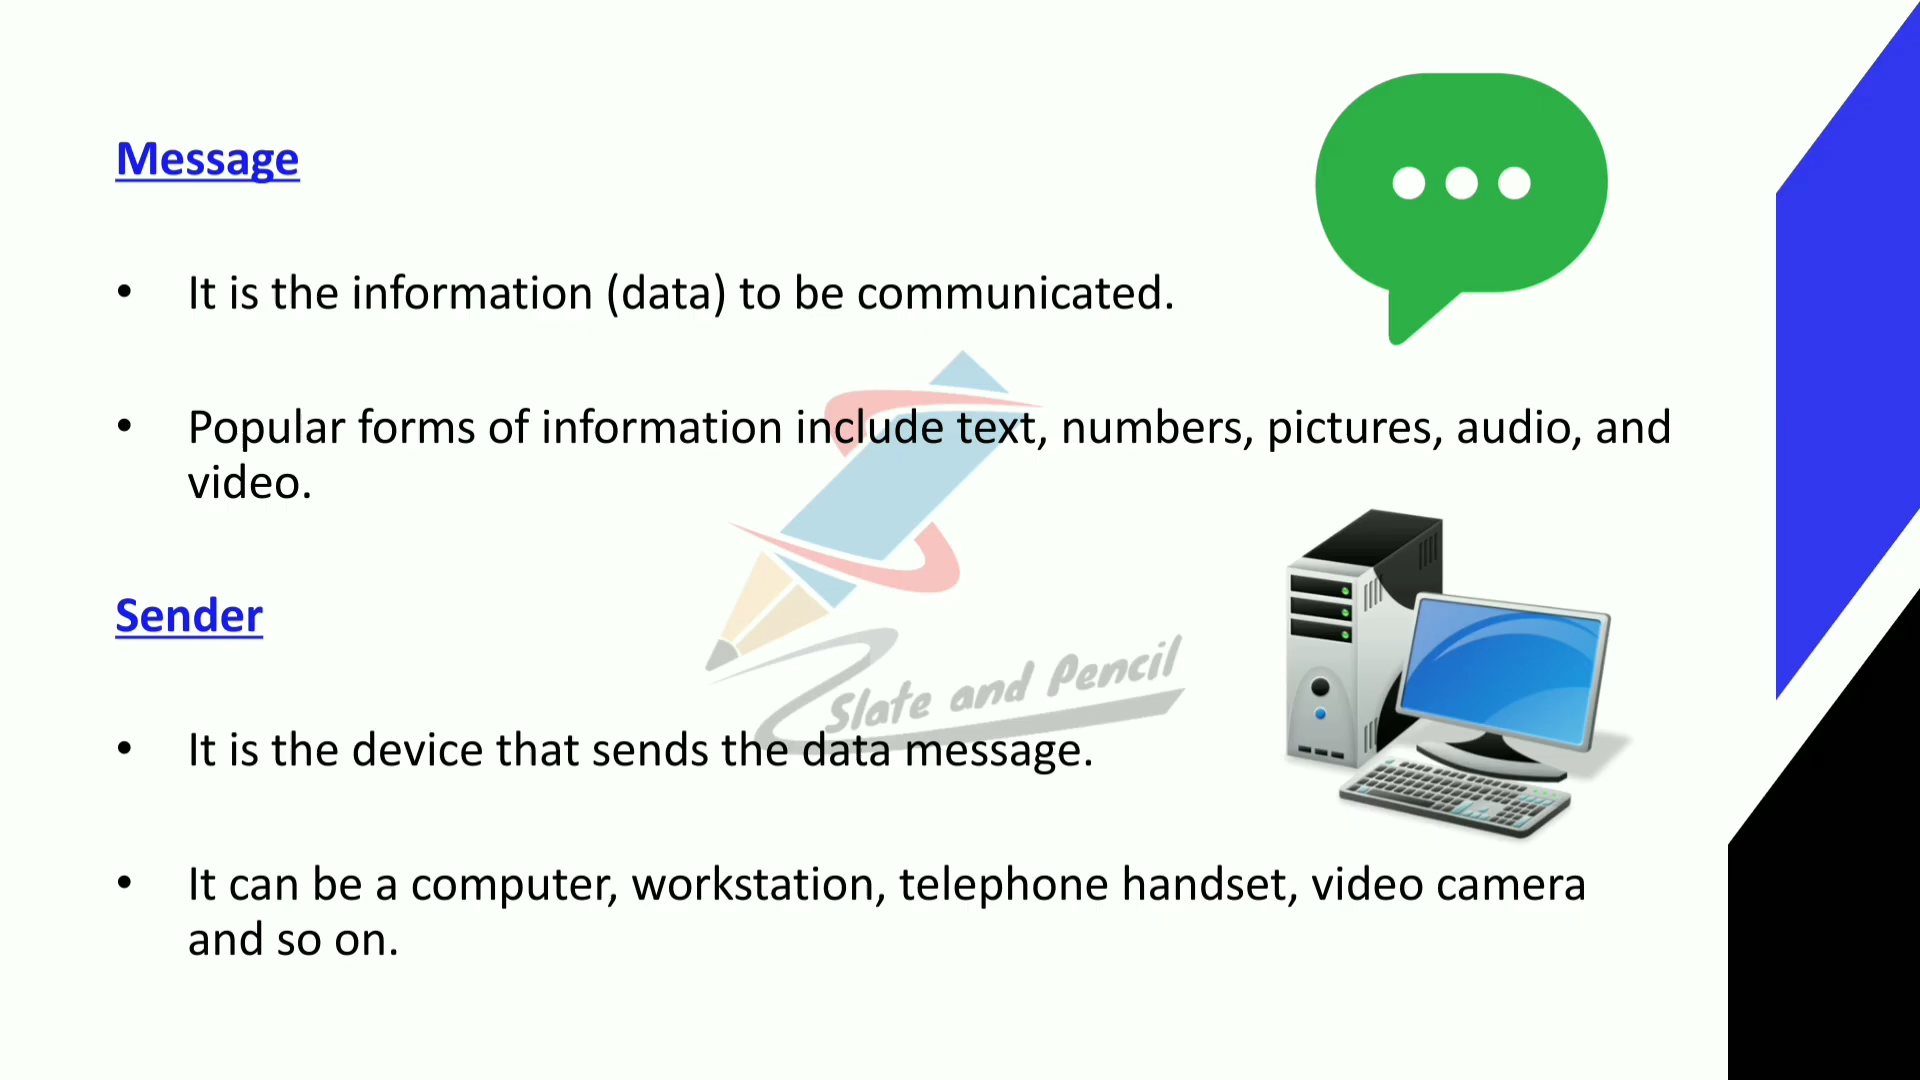 Message
• It is the information (data) to be communicated.
• Popular forms of information include text, numbers, pictures, audio, and
video.
Sender
Slate and Pencil
• It is the device that sends the data message.
• It can be a computer, workstation, telephone handset, video camera
and so on.